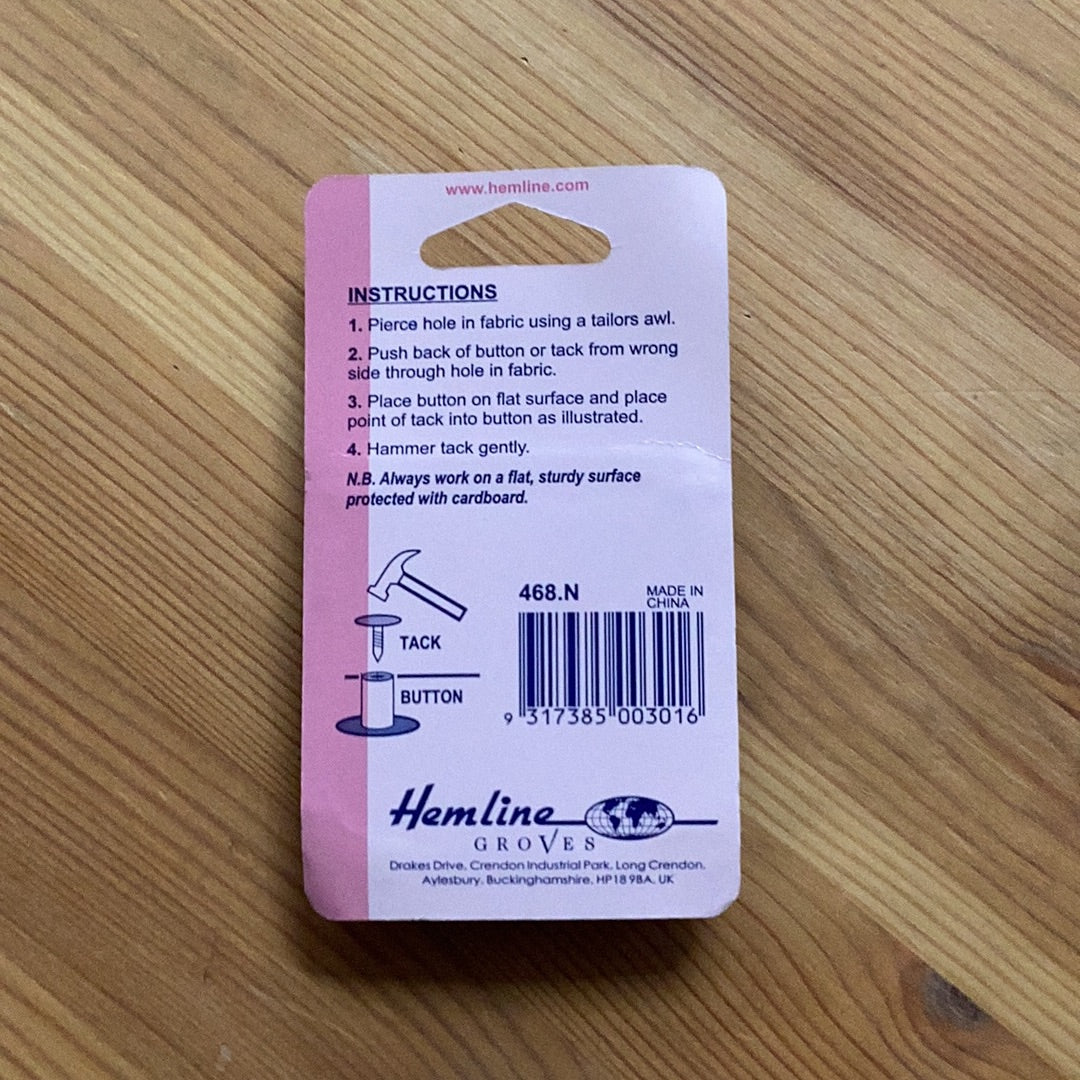 www.hemline.com
INSTRUCTIONS
1. Pierce hole in fabric using a tailors awl.
2. Push back of button or tack from wrong
side through hole in fabric.
3. Place button on flat surface and place
point of tack into button as illustrated.
4. Hammer tack gently.
N.B. Always work on a flat, sturdy surface
protected with cardboard.
TACK
BUTTON
468.N
MADE IN
CHINA
9 317385 003016
Hemline
GROVES
Drakes Drive, Crendon Industrial Park, Long Crendon,
Aylesbury, Buckinghamshire, HP18 9BA, UK